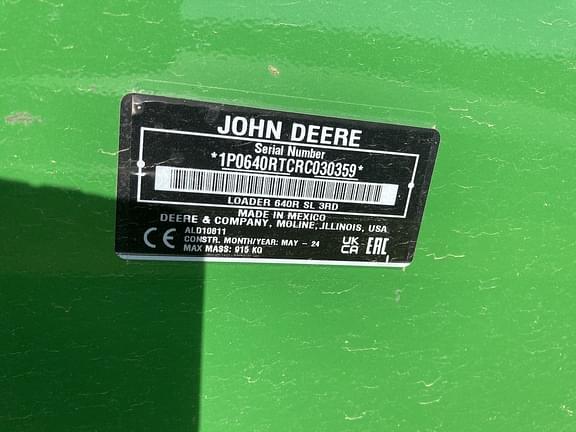 JOHN DEERE
Serial Number
*1P0640RTCRC030359*
LOADER 640R SL 3RD
MADE IN MEXICO
DEERE & COMPANY, MOLINE, ILLINOIS, USA
ALD10811
CE CONSTR. MONTH/YEAR: MAY - 24 UK CA EAC
MAX MASS: 915 KG